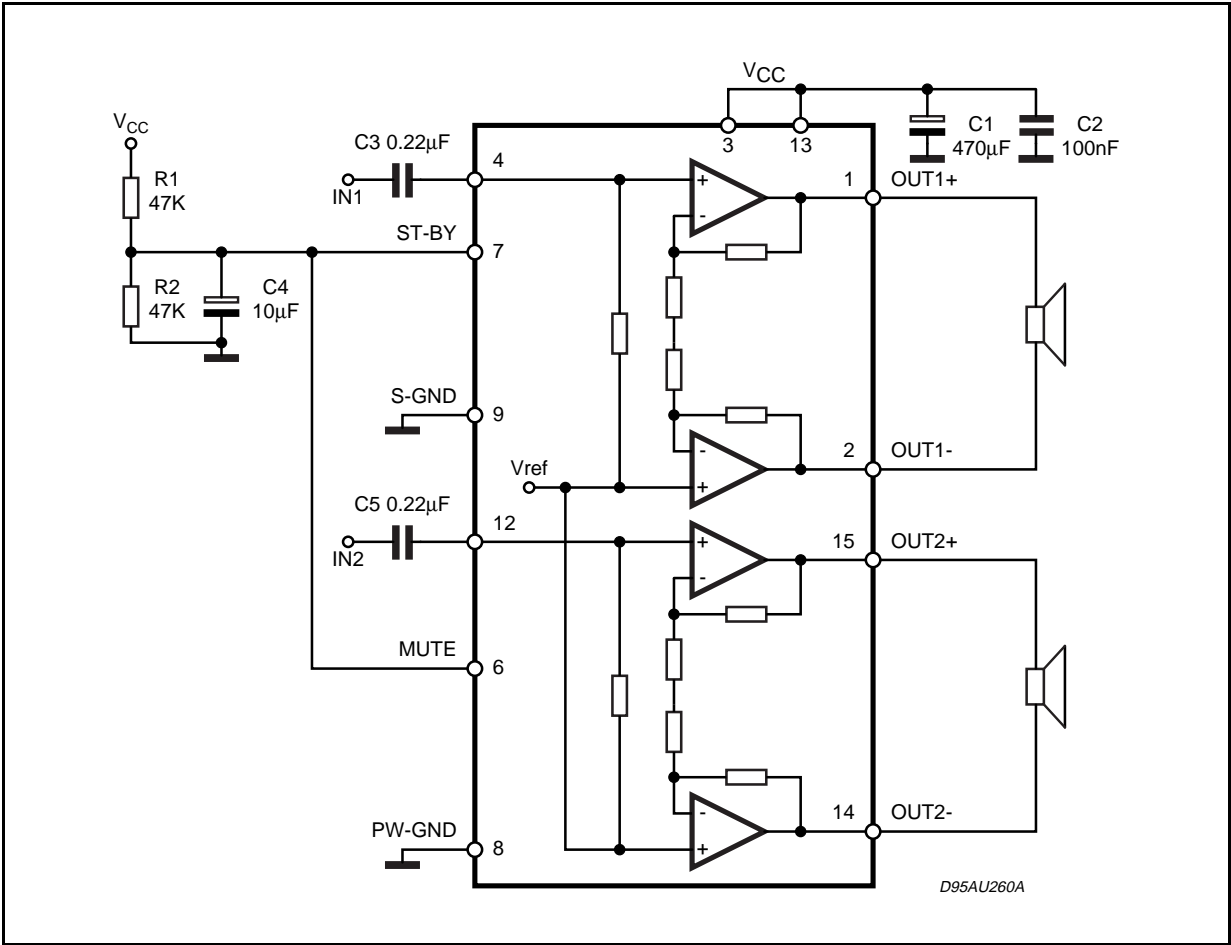 VCC
VCC
C3 0.22μF
4
3
13
C1
470μF
C2
100nF
R1
47K
IN1
+
-
1
OUT1+
ST-BY
7
R2
47K
C4
10μF
S-GND
9
-
+
2
OUT1-
Vref
C5 0.22μF
12
IN2
+
-
15
OUT2+
MUTE
6
-
+
14
OUT2-
PW-GND
8
D95AU260A